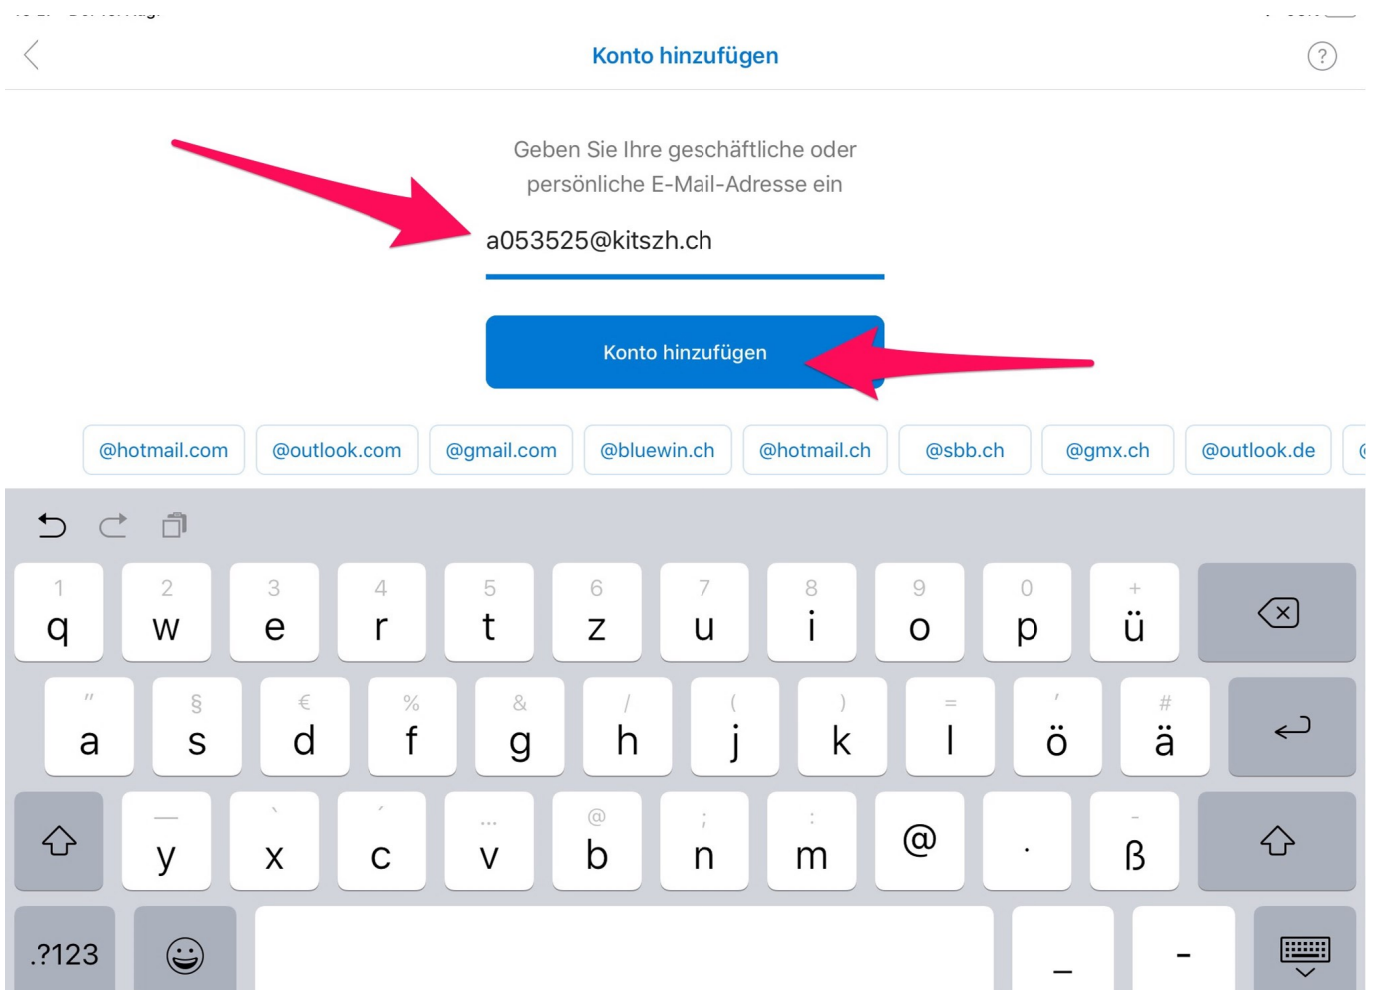 Konto hinzufügen
?
Geben Sie Ihre geschäftliche oder
persönliche E-Mail-Adresse ein
a053525@kitszh.ch
Konto hinzufügen
@hotmail.com @outlook.com @gmail.com @bluewin.ch @hotmail.ch @sbb.ch @gmx.ch @outlook.de
1 2 3 4 5 6 7 8 9 0 +
q w e r t z u i o p ü
" § € % & / ( ) = ' #
a s d f g h j k l ö ä
— ` ´ … @ ; : -
y x c v b n m @ . ß
.?123 _ -